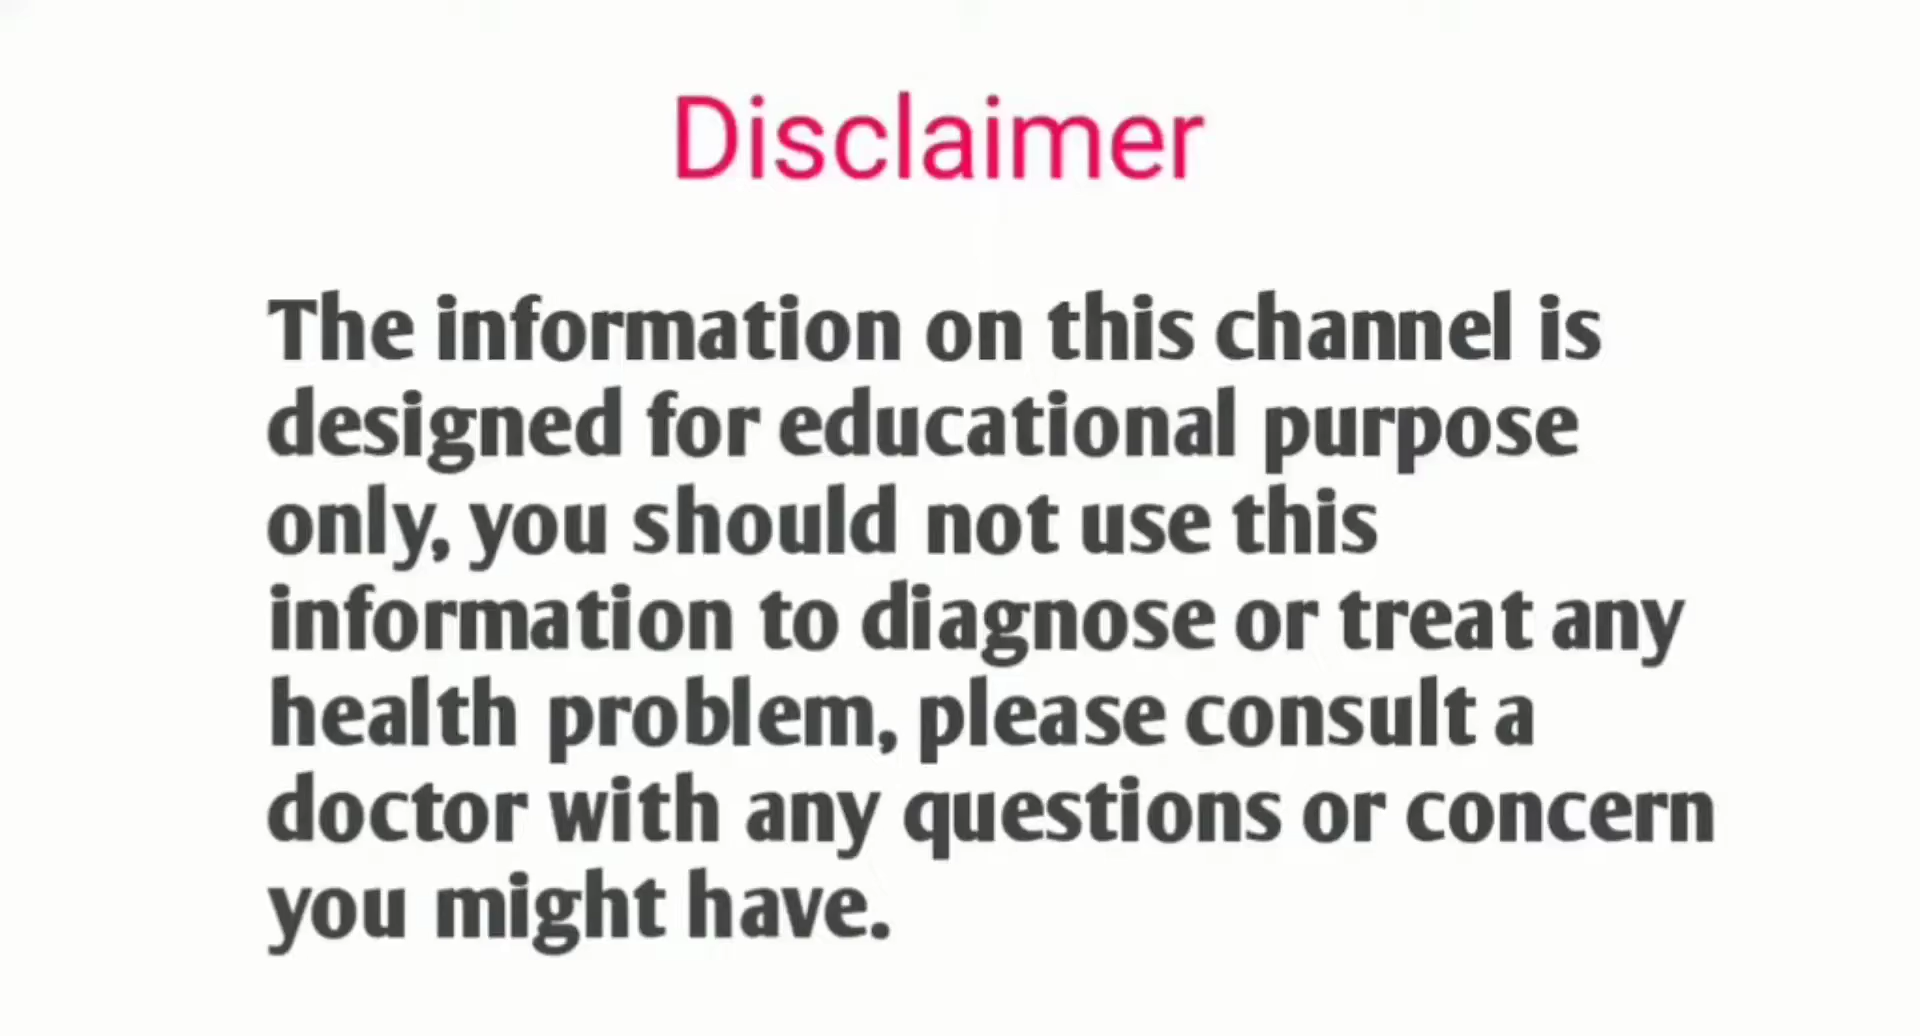 Disclaimer
The information on this channel is
designed for educational purpose
only, you should not use this
information to diagnose or treat any
health problem, please consult a
doctor with any questions or concern
you might have.